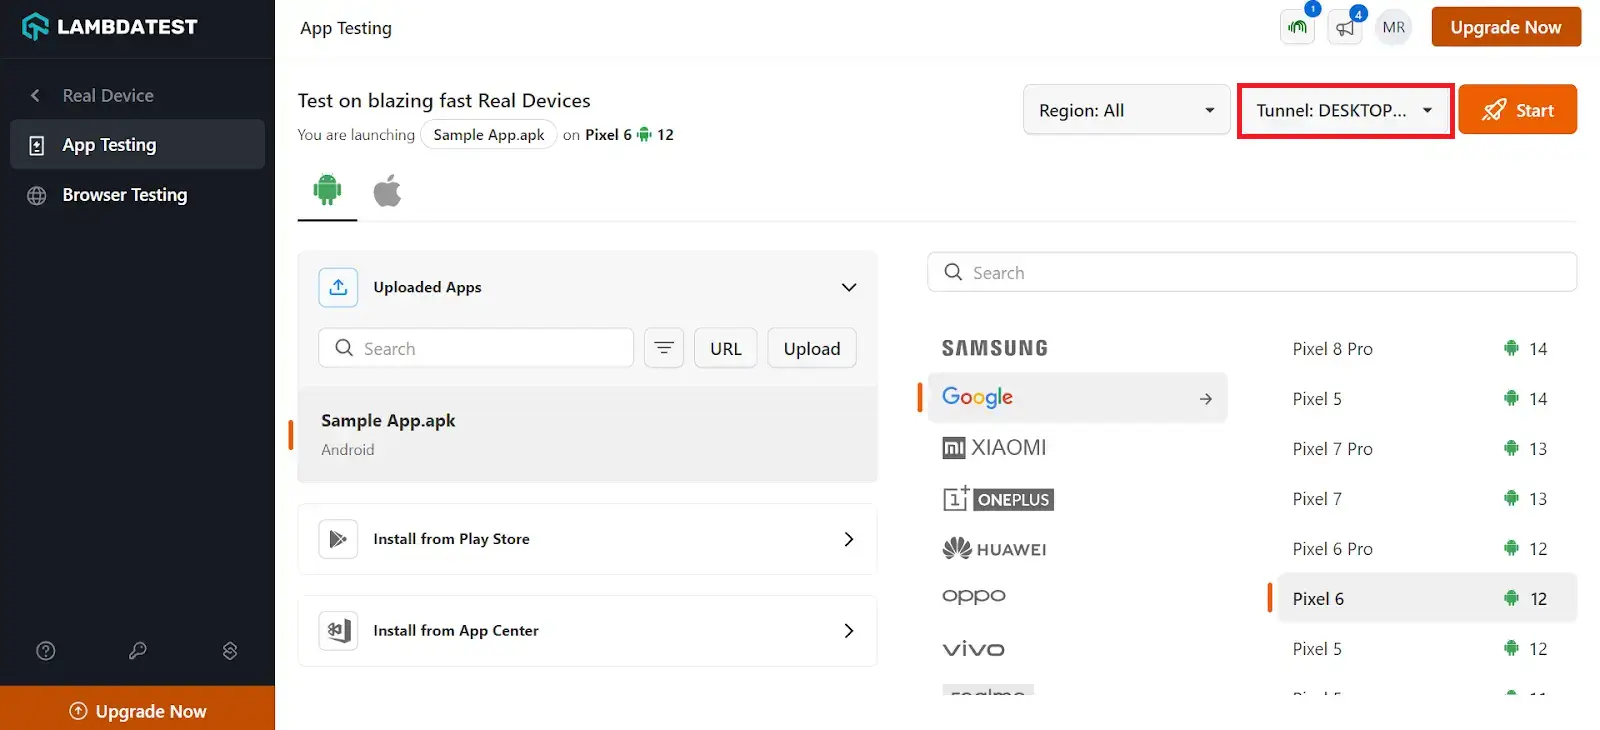 LAMBDATEST
Real Device
App Testing
Browser Testing
Upgrade Now
App Testing
1
4
MR
Upgrade Now
Test on blazing fast Real Devices
You are launching Sample App.apk on Pixel 6 12
Region: All
Tunnel: DESKTOP...
Start
Uploaded Apps
Search
URL
Upload
Sample App.apk
Android
Install from Play Store
Install from App Center
Search
SAMSUNG
Google
mi XIAOMI
1+ ONEPLUS
HUAWEI
oppo
vivo
realme
Pixel 8 Pro 14
Pixel 5 14
Pixel 7 Pro 13
Pixel 7 13
Pixel 6 Pro 12
Pixel 6 12
Pixel 5 12